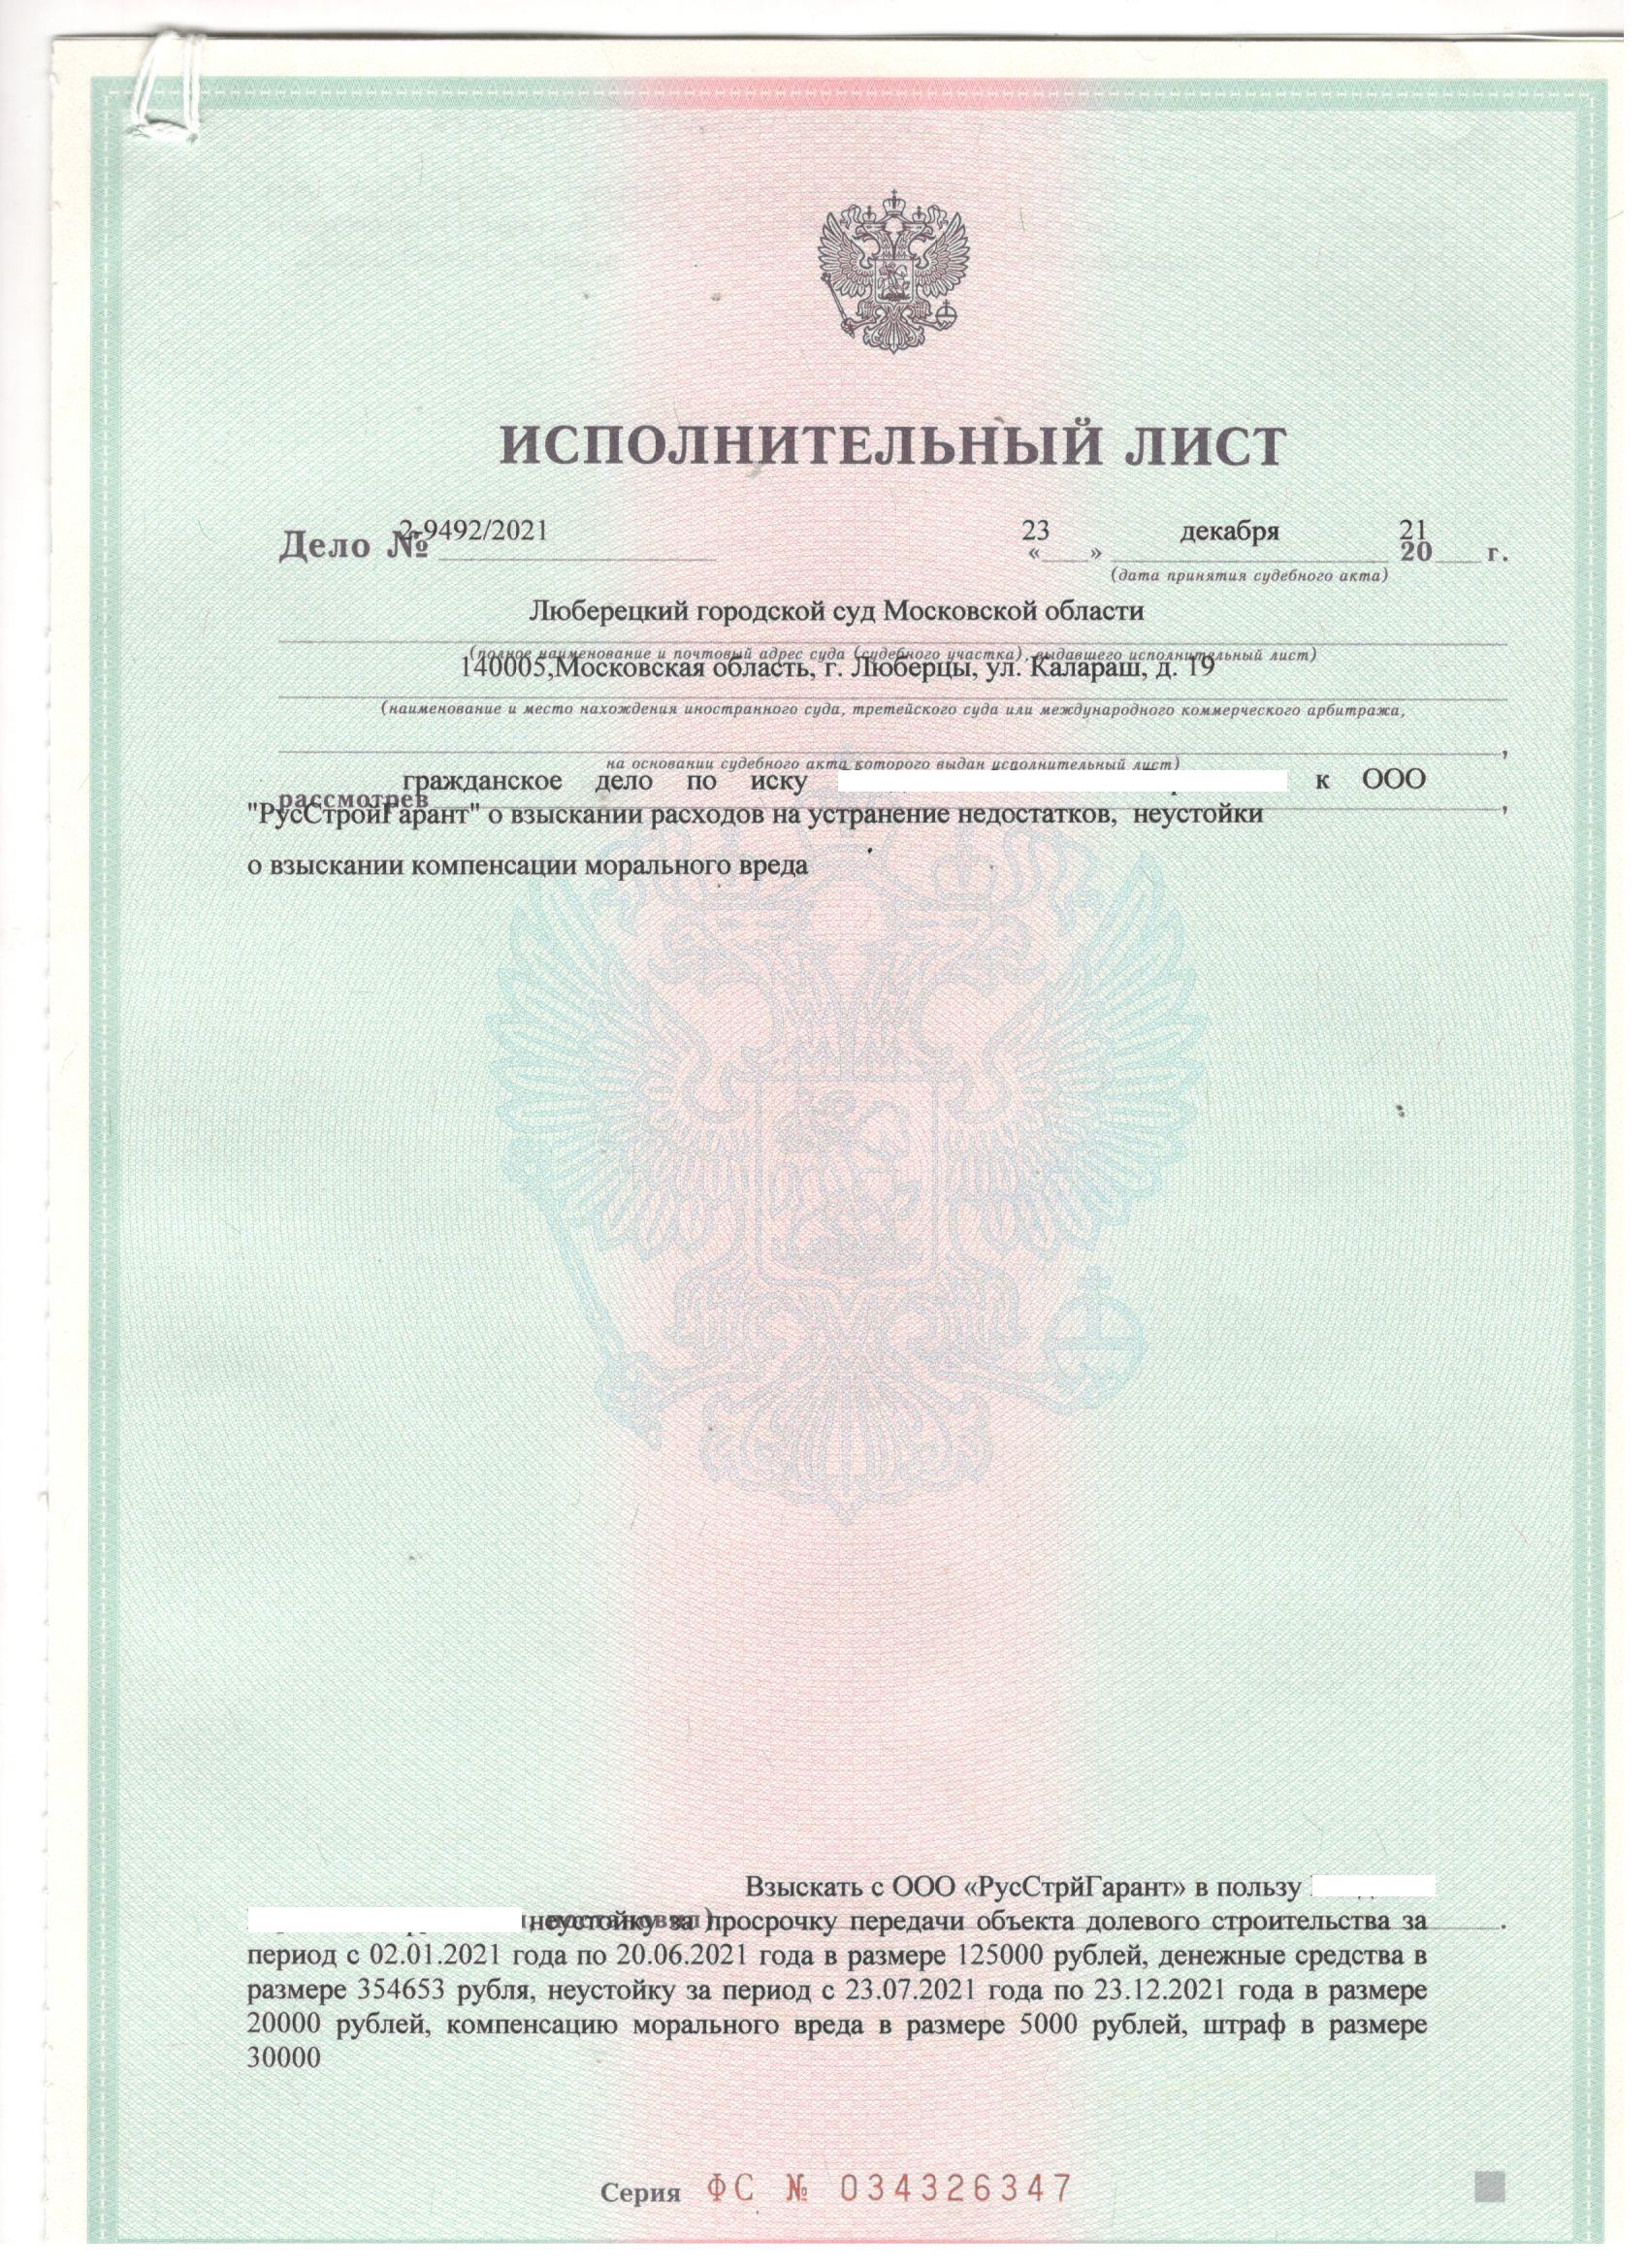 ИСПОЛНИТЕЛЬНЫЙ ЛИСТ
Дело № 2-9492/2021 «23» декабря 2021 г.
(дата принятия судебного акта)
Люберецкий городской суд Московской области
(полное наименование и почтовый адрес суда (судебного участка), выдавшего исполнительный лист)
140005,Московская область, г. Люберцы, ул. Калараш, д. 19
(наименование и место нахождения иностранного суда, третейского суда или международного коммерческого арбитража,
,
на основании судебного акта которого выдан исполнительный лист)
гражданское дело по иску к ООО
рассмотрев ,
"РусСтройГарант" о взыскании расходов на устранение недостатков, неустойки
о взыскании компенсации морального вреда
Взыскать с ООО «РусСтрйГарант» в пользу
неустойку за просрочку передачи объекта долевого строительства за .
период с 02.01.2021 года по 20.06.2021 года в размере 125000 рублей, денежные средства в
размере 354653 рубля, неустойку за период с 23.07.2021 года по 23.12.2021 года в размере
20000 рублей, компенсацию морального вреда в размере 5000 рублей, штраф в размере
30000
Серия ФС № 034326347